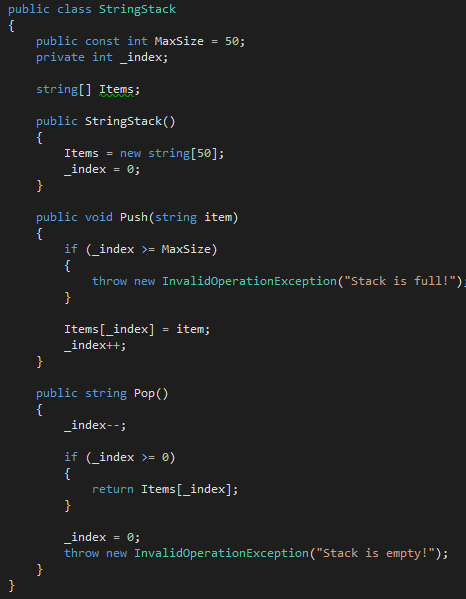 public class StringStack
{
    public const int MaxSize = 50;
    private int _index;

    string[] Items;

    public StringStack()
    {
        Items = new string[50];
        _index = 0;
    }

    public void Push(string item)
    {
        if (_index >= MaxSize)
        {
            throw new InvalidOperationException("Stack is full!");
        }

        Items[_index] = item;
        _index++;
    }

    public string Pop()
    {
        _index--;

        if (_index >= 0)
        {
            return Items[_index];
        }

        _index = 0;
        throw new InvalidOperationException("Stack is empty!");
    }
}